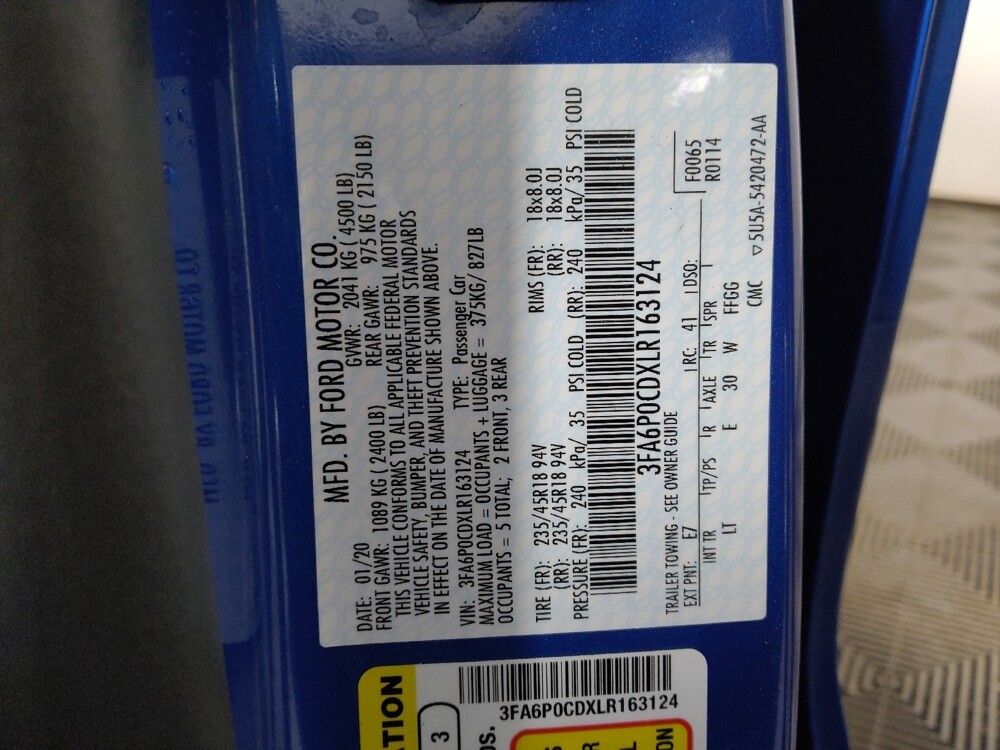 MFD. BY FORD MOTOR CO.
DATE: 01/20 GVWR: 2041 KG ( 4500 LB)
FRONT GAWR: 1089 KG ( 2400 LB) REAR GAWR: 975 KG ( 2150 LB)
THIS VEHICLE CONFORMS TO ALL APPLICABLE FEDERAL MOTOR
VEHICLE SAFETY, BUMPER, AND THEFT PREVENTION STANDARDS
IN EFFECT ON THE DATE OF MANUFACTURE SHOWN ABOVE.
VIN: 3FA6P0CDXLR163124 TYPE: Passenger Car
MAXIMUM LOAD = OCCUPANTS + LUGGAGE = 375KG/ 827LB
OCCUPANTS = 5 TOTAL; 2 FRONT, 3 REAR
TIRE (FR): 235/45R18 94V RIMS (FR): 18x8.0J
(RR): 235/45R18 94V (RR): 18x8.0J
PRESSURE (FR): 240 kPa/ 35 PSI COLD (RR): 240 kPa/ 35 PSI COLD
3FA6P0CDXLR163124
TRAILER TOWING - SEE OWNER GUIDE
EXT PNT: E7 RC: 41 DSO: F0065
R0114
INT TR TP/PS R AXLE TR SPR
LT E 30 W FFGG
CMC ▽5U5A-5420472-AA
ATION
3
3FA6P0CDXLR163124
OS.
S
R
L
ON